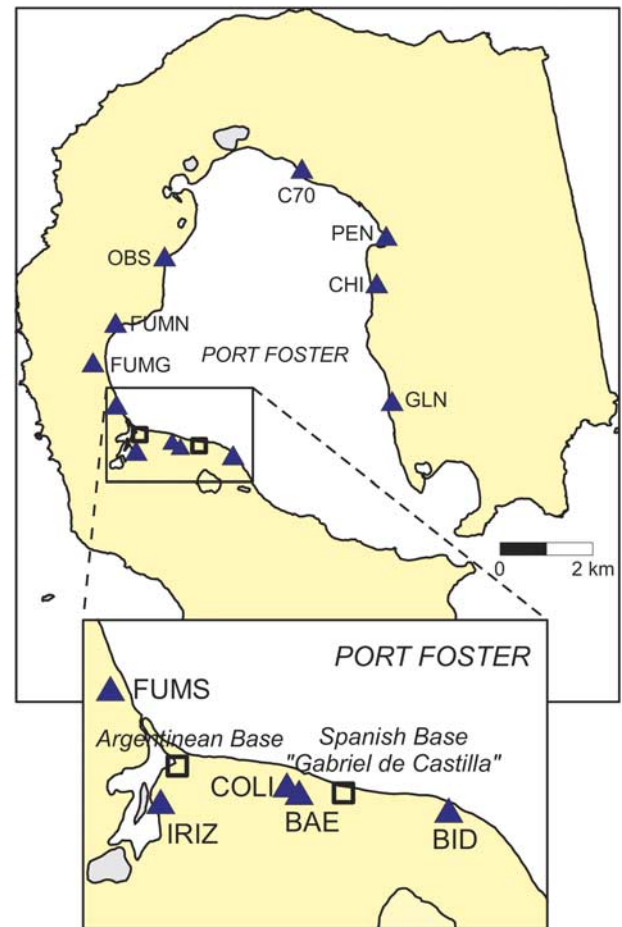 C70
PEN
OBS
CHI
FUMN
PORT FOSTER
FUMG
GLN
0 2 km
PORT FOSTER
FUMS
Argentinean Base
Spanish Base
"Gabriel de Castilla"
COLI
BAE
IRIZ
BID